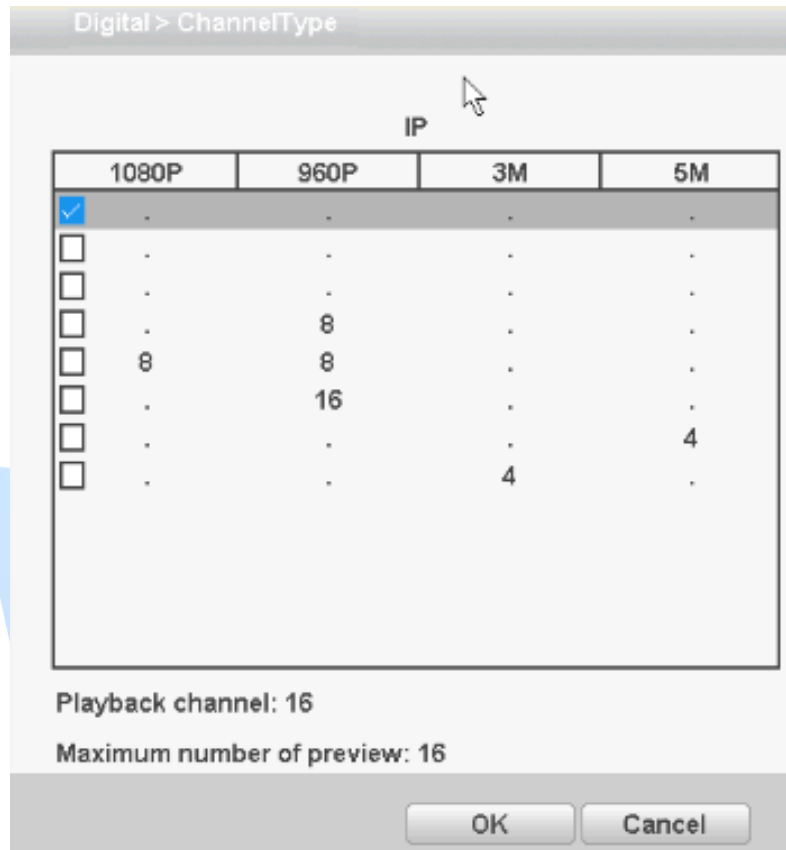 Digital > ChannelType
IP
1080P 960P 3M 5M
. . . .
. . . .
. . . .
. 8 . .
8 8 . .
. 16 . .
. . . 4
. . 4 .
Playback channel: 16
Maximum number of preview: 16
OK Cancel